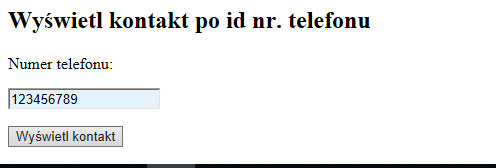 Wyświetl kontakt po id nr. telefonu
Numer telefonu:
123456789
Wyświetl kontakt